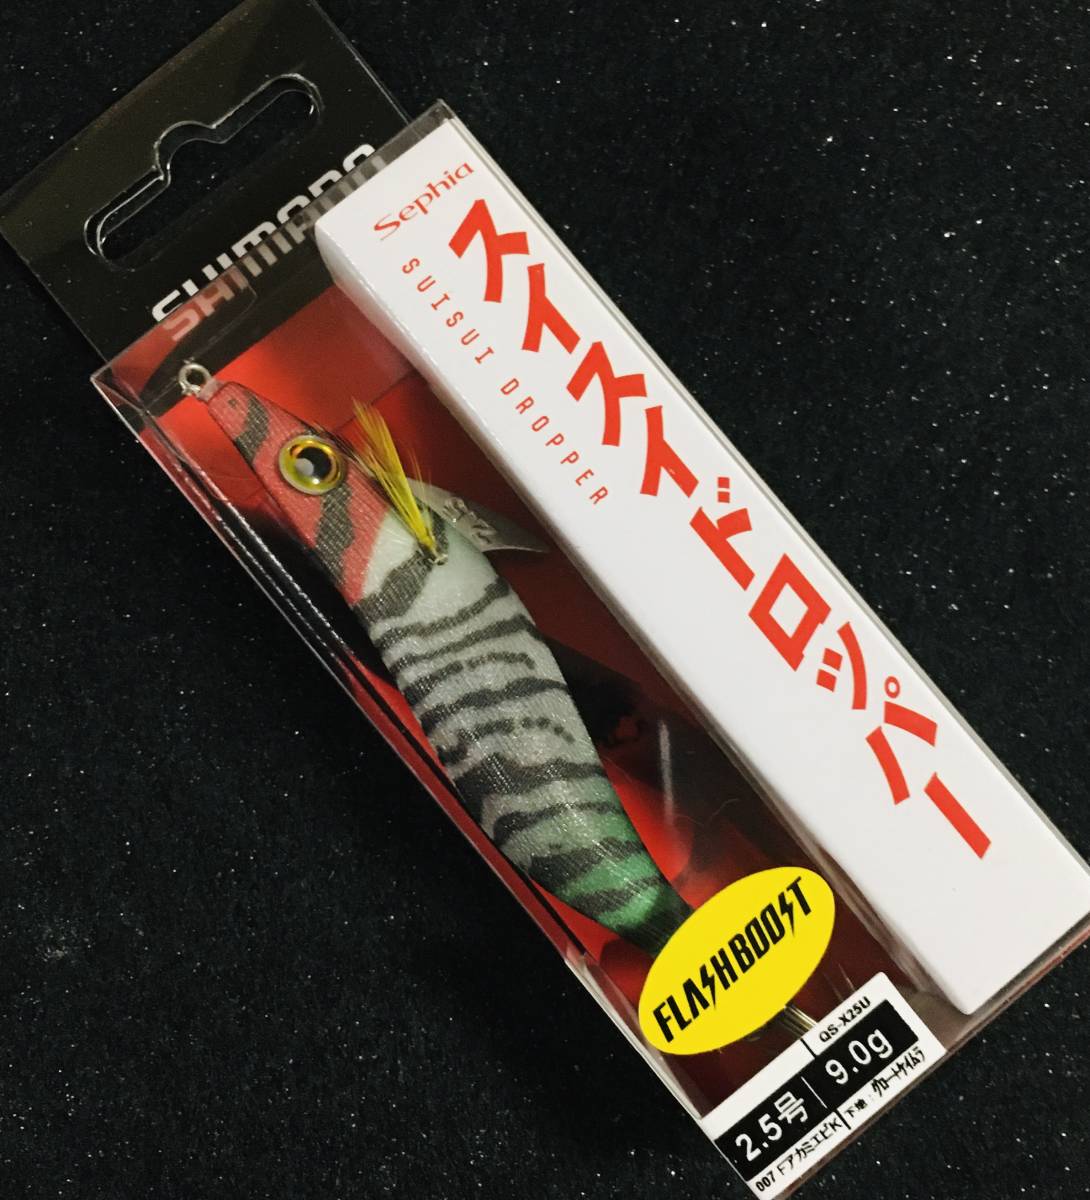 SHIMANO
Sephia
スイスイドロッパー
SUISUI DROPPER
FLASHBOOST
QS-X25U
2.5号 9.0g
007 FアカミエビK 下地:グローケイムラ